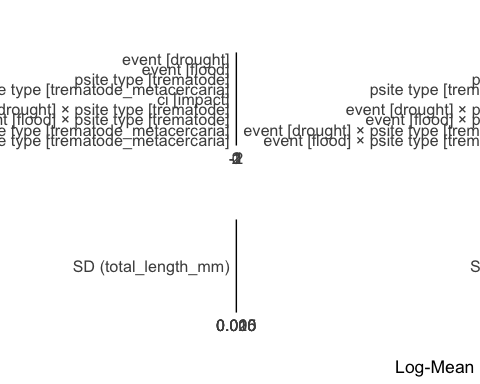 event [drought]
event [flood]
psite type [trematode]
e type [trematode_metacercaria]
ci [impact]
drought] × psite type [trematode]
nt [flood] × psite type [trematode]
e type [trematode_metacercaria]
e type [trematode_metacercaria]
p
psite type [trem
event [drought] × p
event [flood] × p
event [drought] × psite type [trem
event [flood] × psite type [trem
SD (total_length_mm)
S
Log-Mean